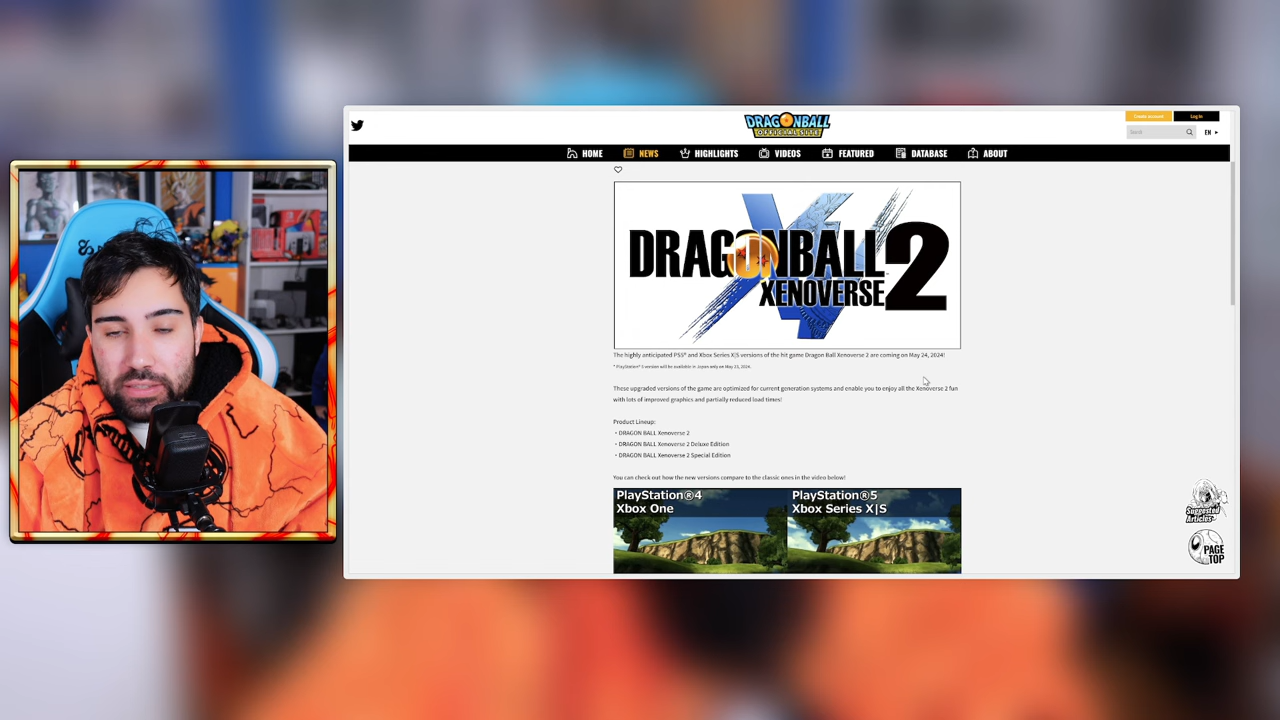 DRAGONBALL
OFFICIAL SITE
Create account
Log in
Search
EN
HOME
NEWS
HIGHLIGHTS
VIDEOS
FEATURED
DATABASE
ABOUT
DRAGONBALL
XENOVERSE 2
The highly anticipated PS5® and Xbox Series X|S versions of the hit game Dragon Ball Xenoverse 2 are coming on May 24, 2024!
These upgraded versions of the game are optimized for current generation systems and enable you to enjoy all the Xenoverse 2 fun
with lots of improved graphics and partially reduced load times!
Product Lineup:
・DRAGON BALL Xenoverse 2
・DRAGON BALL Xenoverse 2 Deluxe Edition
・DRAGON BALL Xenoverse 2 Special Edition
You can check out how the new versions compare to the classic ones in the video below!
PlayStation®4
Xbox One
PlayStation®5
Xbox Series X|S
Suggested
Articles
PAGE
TOP